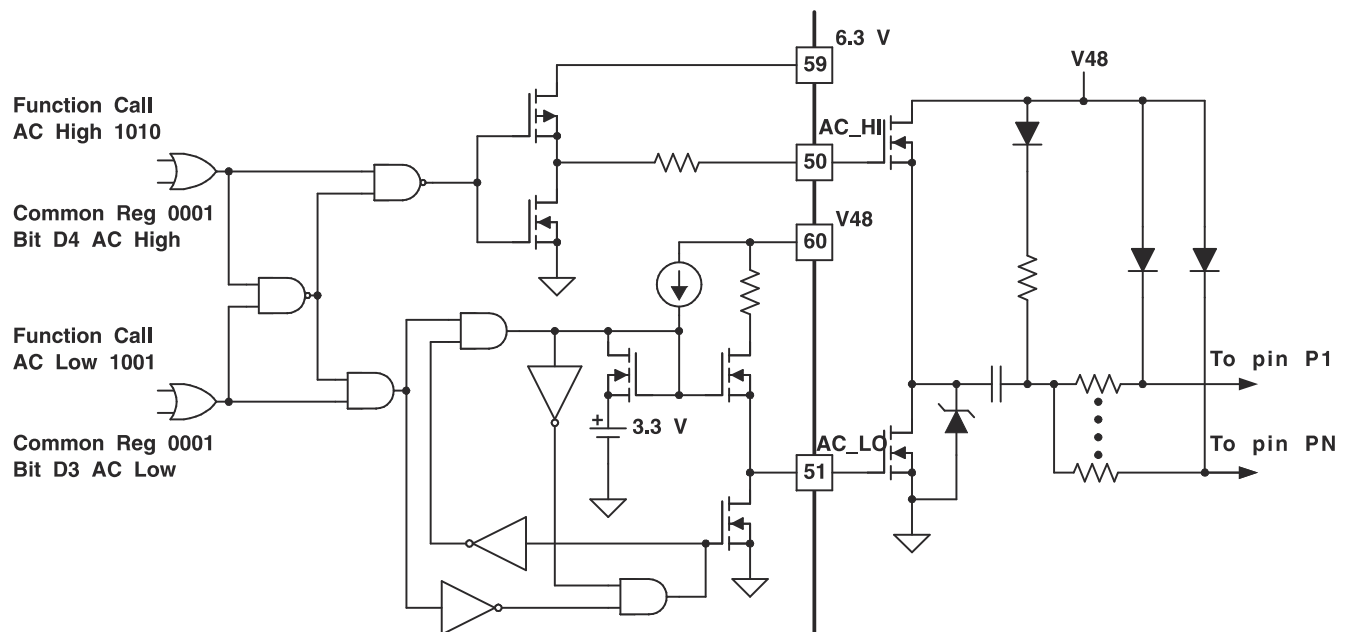 6.3 V
59
V48
Function Call
AC High 1010
AC_HI
50
Common Reg 0001
Bit D4 AC High
V48
60
Function Call
AC Low 1001
To pin P1
+
3.3 V
AC_LO
To pin PN
51
Common Reg 0001
Bit D3 AC Low